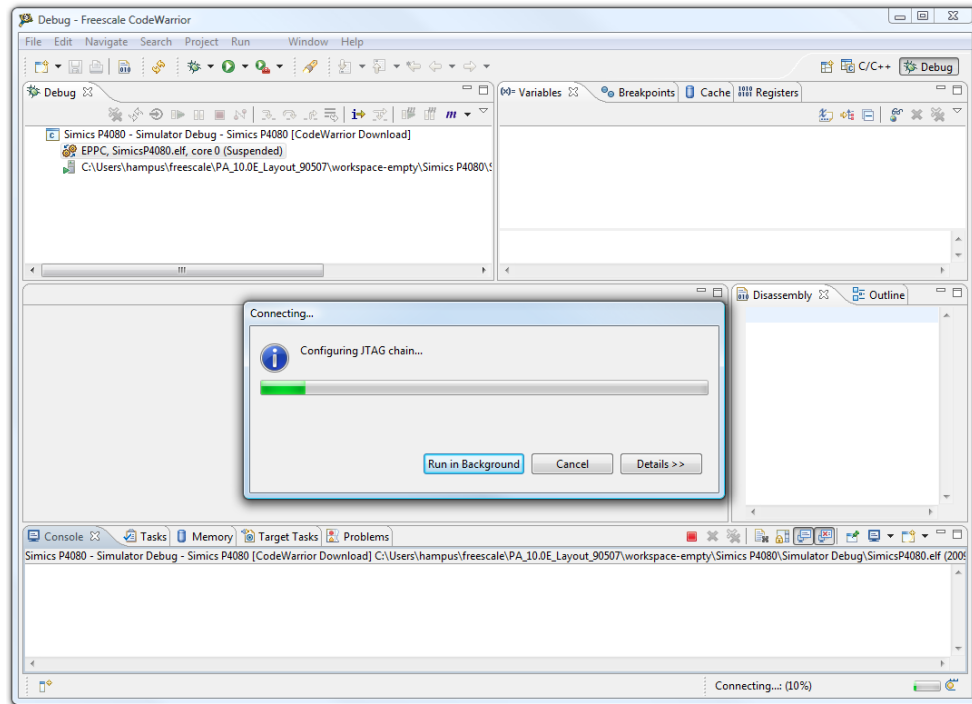 Debug - Freescale CodeWarrior
File Edit Navigate Search Project Run Window Help
C/C++ Debug
Debug
(x)= Variables Breakpoints Cache 1010 0101 Registers
Simics P4080 - Simulator Debug - Simics P4080 [CodeWarrior Download]
EPPC, SimicsP4080.elf, core 0 (Suspended)
C:\Users\hampus\freescale\PA_10.0E_Layout_90507\workspace-empty\Simics P4080\S
Disassembly Outline
Connecting...
Configuring JTAG chain...
Run in Background Cancel Details >>
Console Tasks Memory Target Tasks Problems
Simics P4080 - Simulator Debug - Simics P4080 [CodeWarrior Download] C:\Users\hampus\freescale\PA_10.0E_Layout_90507\workspace-empty\Simics P4080\Simulator Debug\SimicsP4080.elf (2009
Connecting...: (10%)